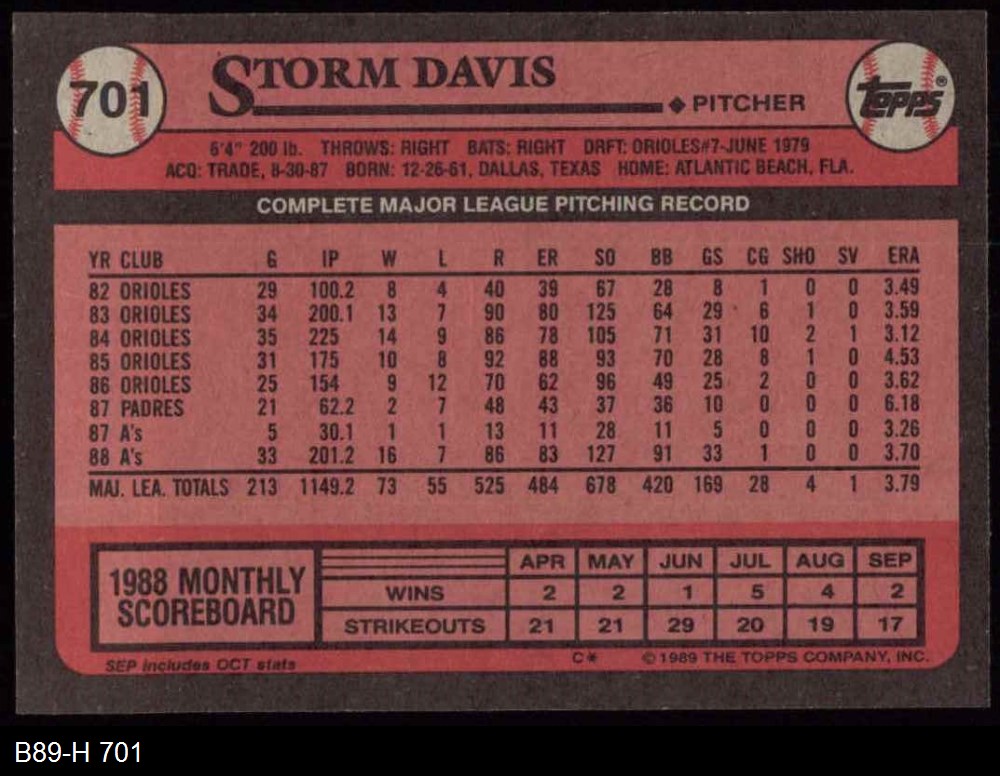 701
STORM DAVIS
PITCHER
Topps®
6'4" 200 lb. THROWS: RIGHT BATS: RIGHT DRFT: ORIOLES#7-JUNE 1979
ACQ: TRADE, 8-30-87 BORN: 12-26-61, DALLAS, TEXAS HOME: ATLANTIC BEACH, FLA.
COMPLETE MAJOR LEAGUE PITCHING RECORD
YR CLUB G IP W L R ER SO BB GS CG SHO SV ERA
82 ORIOLES 29 100.2 8 4 40 39 67 28 8 1 0 0 3.49
83 ORIOLES 34 200.1 13 7 90 80 125 64 29 6 1 0 3.59
84 ORIOLES 35 225 14 9 86 78 105 71 31 10 2 1 3.12
85 ORIOLES 31 175 10 8 92 88 93 70 28 8 1 0 4.53
86 ORIOLES 25 154 9 12 70 62 96 49 25 2 0 0 3.62
87 PADRES 21 62.2 2 7 48 43 37 36 10 0 0 0 6.18
87 A's 5 30.1 1 1 13 11 28 11 5 0 0 0 3.26
88 A's 33 201.2 16 7 86 83 127 91 33 1 0 0 3.70
MAJ. LEA. TOTALS 213 1149.2 73 55 525 484 678 420 169 28 4 1 3.79
1988 MONTHLY
SCOREBOARD
APR MAY JUN JUL AUG SEP
WINS 2 2 1 5 4 2
STRIKEOUTS 21 21 29 20 19 17
SEP includes OCT stats
C* © 1989 THE TOPPS COMPANY, INC.
B89-H 701